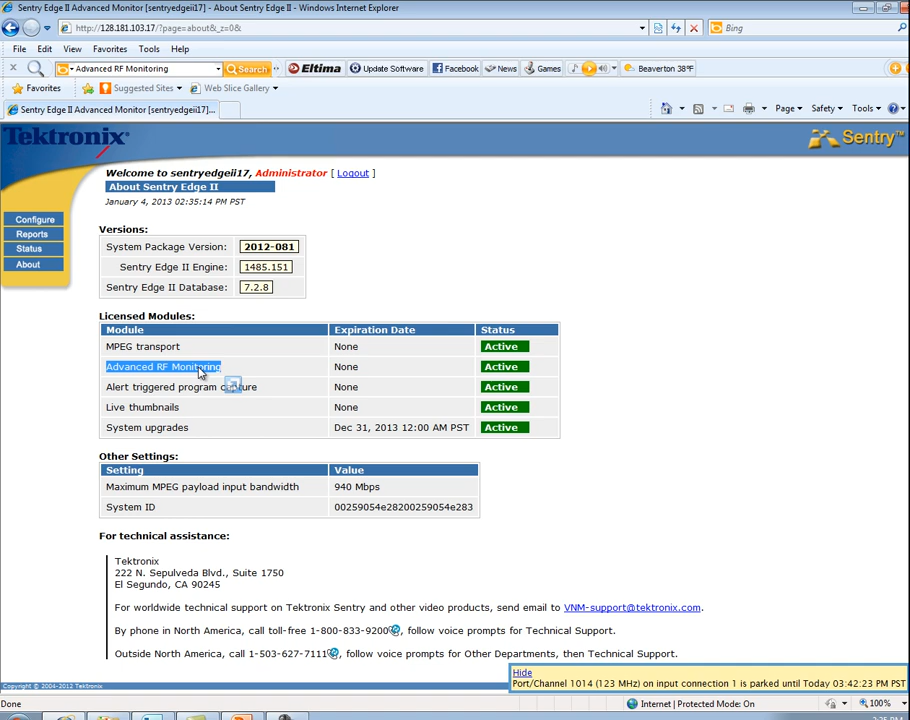 Sentry Edge II Advanced Monitor [sentryedgeii17] - About Sentry Edge II - Windows Internet Explorer
http://128.181.103.17/?page=about&_z=0&
Bing
File Edit View Favorites Tools Help
Advanced RF Monitoring Search Eltima Update Software Facebook News Games Beaverton 38°F
Favorites Suggested Sites Web Slice Gallery
Sentry Edge II Advanced Monitor [sentryedgeii17]...
Page Safety Tools
Tektronix Sentry™
Welcome to sentryedgeii17, Administrator [ Logout ]
About Sentry Edge II
January 4, 2013 02:35:14 PM PST
Configure
Reports
Status
About
Versions:
System Package Version: 2012-081
Sentry Edge II Engine: 1485.151
Sentry Edge II Database: 7.2.8
Licensed Modules:
Module Expiration Date Status
MPEG transport None Active
Advanced RF Monitoring None Active
Alert triggered program capture None Active
Live thumbnails None Active
System upgrades Dec 31, 2013 12:00 AM PST Active
Other Settings:
Setting Value
Maximum MPEG payload input bandwidth 940 Mbps
System ID 00259054e28200259054e283
For technical assistance:
Tektronix
222 N. Sepulveda Blvd., Suite 1750
El Segundo, CA 90245
For worldwide technical support on Tektronix Sentry and other video products, send email to VNM-support@tektronix.com.
By phone in North America, call toll-free 1-800-833-9200, follow voice prompts for Technical Support.
Outside North America, call 1-503-627-7111, follow voice prompts for Other Departments, then Technical Support.
Hide
Port/Channel 1014 (123 MHz) on input connection 1 is parked until Today 03:42:23 PM PST
Copyright © 2004-2012 Tektronix
Done Internet | Protected Mode: On 100%